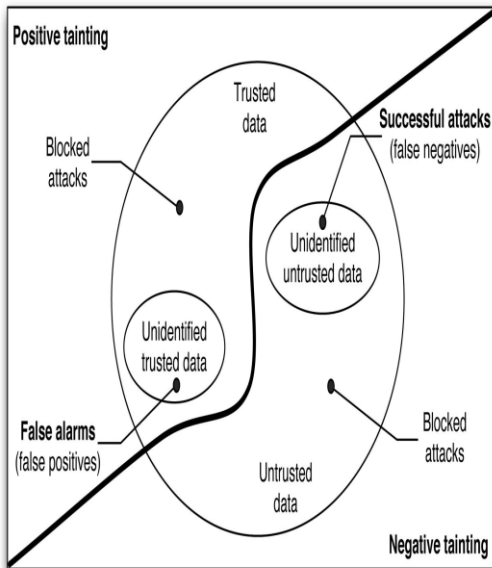 Positive tainting
Trusted
data
Successful attacks
(false negatives)
Blocked
attacks
Unidentified
untrusted data
Unidentified
trusted data
False alarms
(false positives)
Blocked
attacks
Untrusted
data
Negative tainting